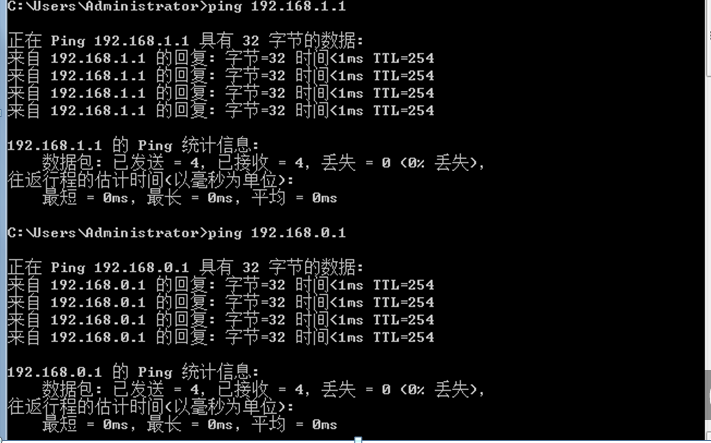 C:\Users\Administrator>ping 192.168.1.1
正在 Ping 192.168.1.1 具有 32 字节的数据:
来自 192.168.1.1 的回复: 字节=32 时间<1ms TTL=254
来自 192.168.1.1 的回复: 字节=32 时间<1ms TTL=254
来自 192.168.1.1 的回复: 字节=32 时间<1ms TTL=254
来自 192.168.1.1 的回复: 字节=32 时间<1ms TTL=254
192.168.1.1 的 Ping 统计信息:
数据包: 已发送 = 4, 已接收 = 4, 丢失 = 0 (0% 丢失),
往返行程的估计时间(以毫秒为单位):
最短 = 0ms, 最长 = 0ms, 平均 = 0ms
C:\Users\Administrator>ping 192.168.0.1
正在 Ping 192.168.0.1 具有 32 字节的数据:
来自 192.168.0.1 的回复: 字节=32 时间<1ms TTL=254
来自 192.168.0.1 的回复: 字节=32 时间<1ms TTL=254
来自 192.168.0.1 的回复: 字节=32 时间<1ms TTL=254
来自 192.168.0.1 的回复: 字节=32 时间<1ms TTL=254
192.168.0.1 的 Ping 统计信息:
数据包: 已发送 = 4, 已接收 = 4, 丢失 = 0 (0% 丢失),
往返行程的估计时间(以毫秒为单位):
最短 = 0ms, 最长 = 0ms, 平均 = 0ms